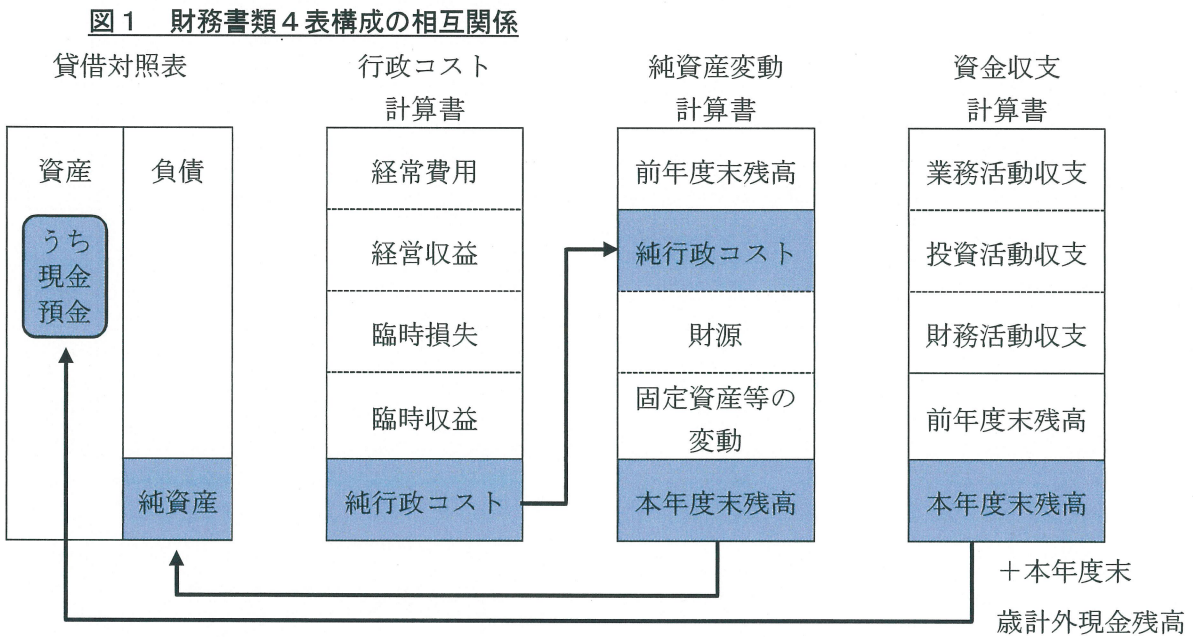 図１　財務書類４表構成の相互関係
貸借対照表
資産
うち
現金
預金
負債
純資産
行政コスト
計算書
経常費用
経営収益
臨時損失
臨時収益
純行政コスト
純資産変動
計算書
前年度末残高
純行政コスト
財源
固定資産等の
変動
本年度末残高
資金収支
計算書
業務活動収支
投資活動収支
財務活動収支
前年度末残高
本年度末残高
＋本年度末
歳計外現金残高